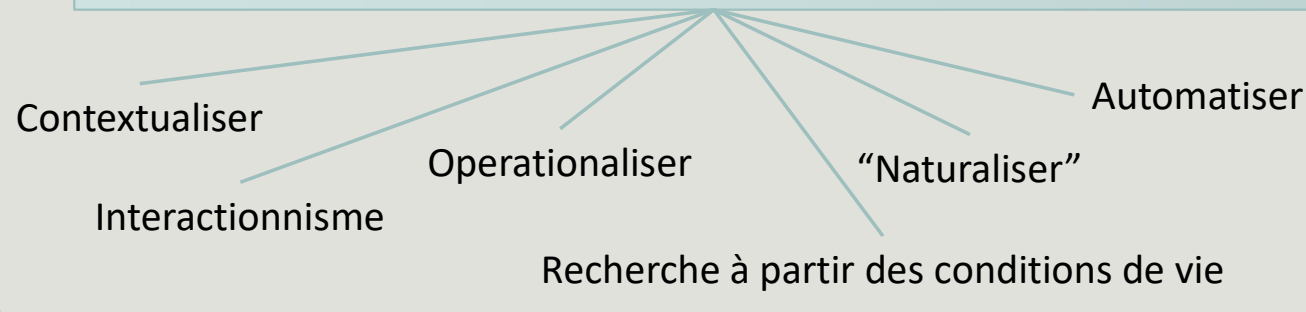 Contextualiser
Automatiser
Operationaliser
“Naturaliser”
Interactionnisme
Recherche à partir des conditions de vie